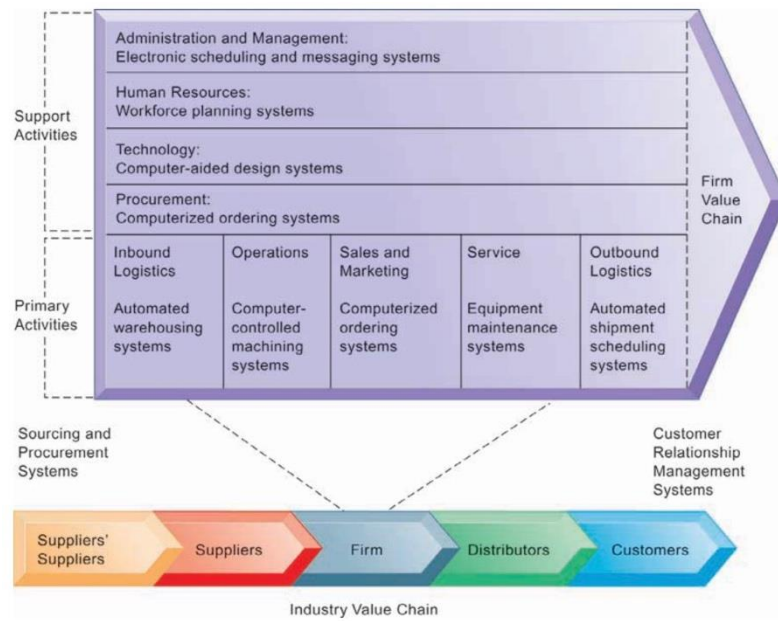 Administration and Management:
Electronic scheduling and messaging systems
Human Resources:
Workforce planning systems
Support
Activities
Technology:
Computer-aided design systems
Firm
Value
Chain
Procurement:
Computerized ordering systems
Primary
Activities
Inbound
Logistics
Automated
warehousing
systems
Operations
Computer-
controlled
machining
systems
Sales and
Marketing
Computerized
ordering
systems
Service
Equipment
maintenance
systems
Outbound
Logistics
Automated
shipment
scheduling
systems
Sourcing and
Procurement
Systems
Customer
Relationship
Management
Systems
Suppliers'
Suppliers
Suppliers
Firm
Distributors
Customers
Industry Value Chain